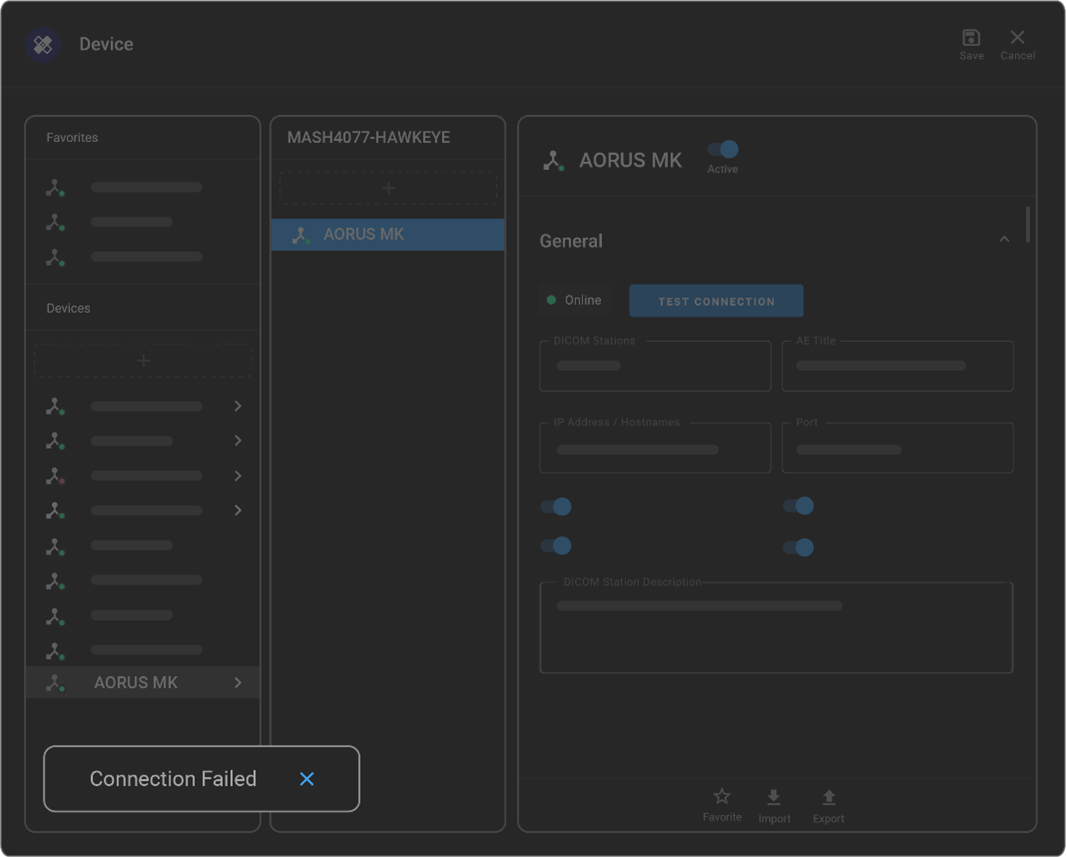 Device
Save
Cancel
Favorites
Devices
AORUS MK
MASH4077-HAWKEYE
+
AORUS MK
AORUS MK
Active
General
Online
TEST CONNECTION
DICOM Stations
AE Title
IP Address / Hostnames
Port
DICOM Station Description
Favorite
Import
Export
Connection Failed